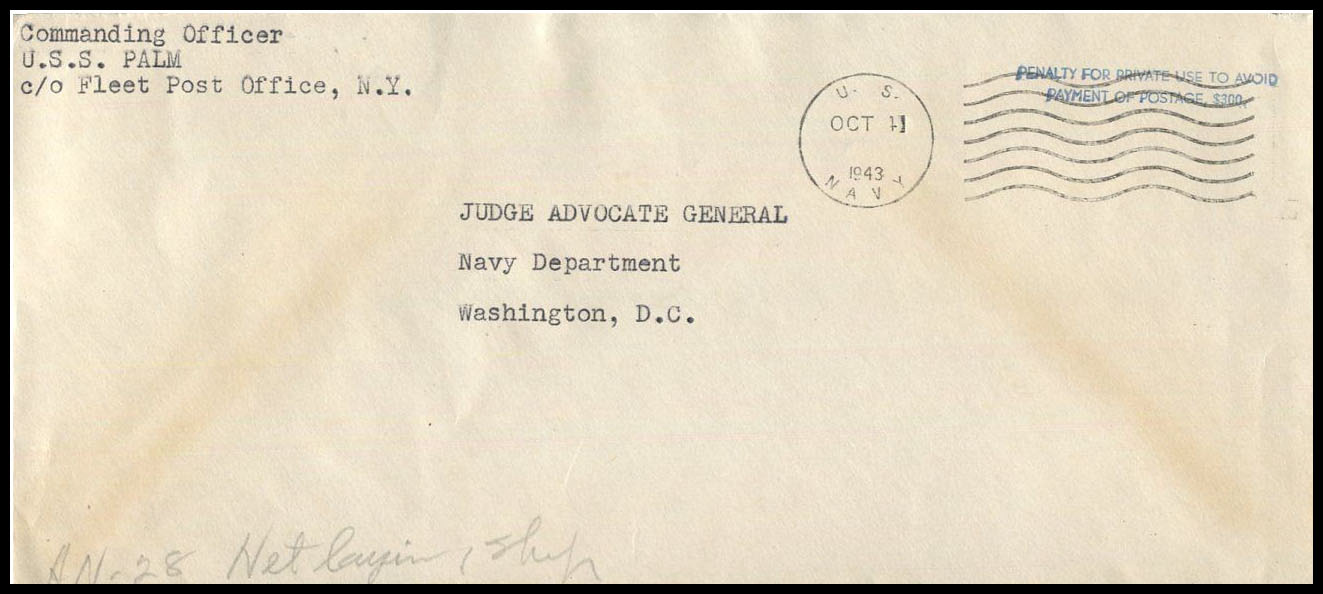 Commanding Officer
U.S.S. PALM
c/o Fleet Post Office, N.Y.
PENALTY FOR PRIVATE USE TO AVOID
PAYMENT OF POSTAGE, $300.
U. S.
OCT 11
1943
NAVY
JUDGE ADVOCATE GENERAL
Navy Department
Washington, D.C.
AN-28 Net laying ship